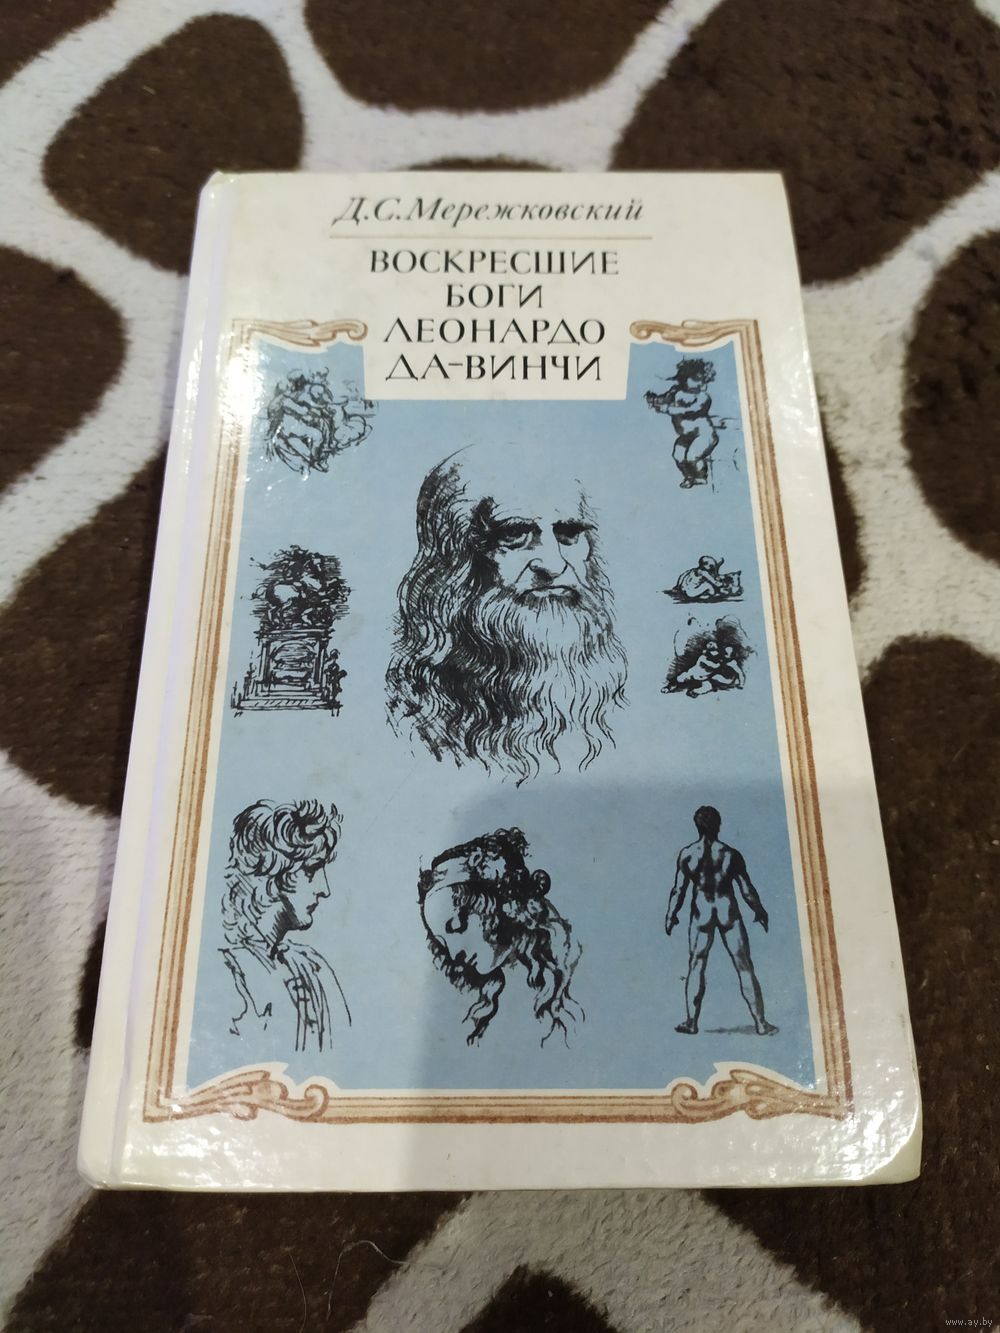 Д.С.Мережковский
ВОСКРЕСШИЕ
БОГИ
ЛЕОНАРДО
ДА-ВИНЧИ
www.ay.by